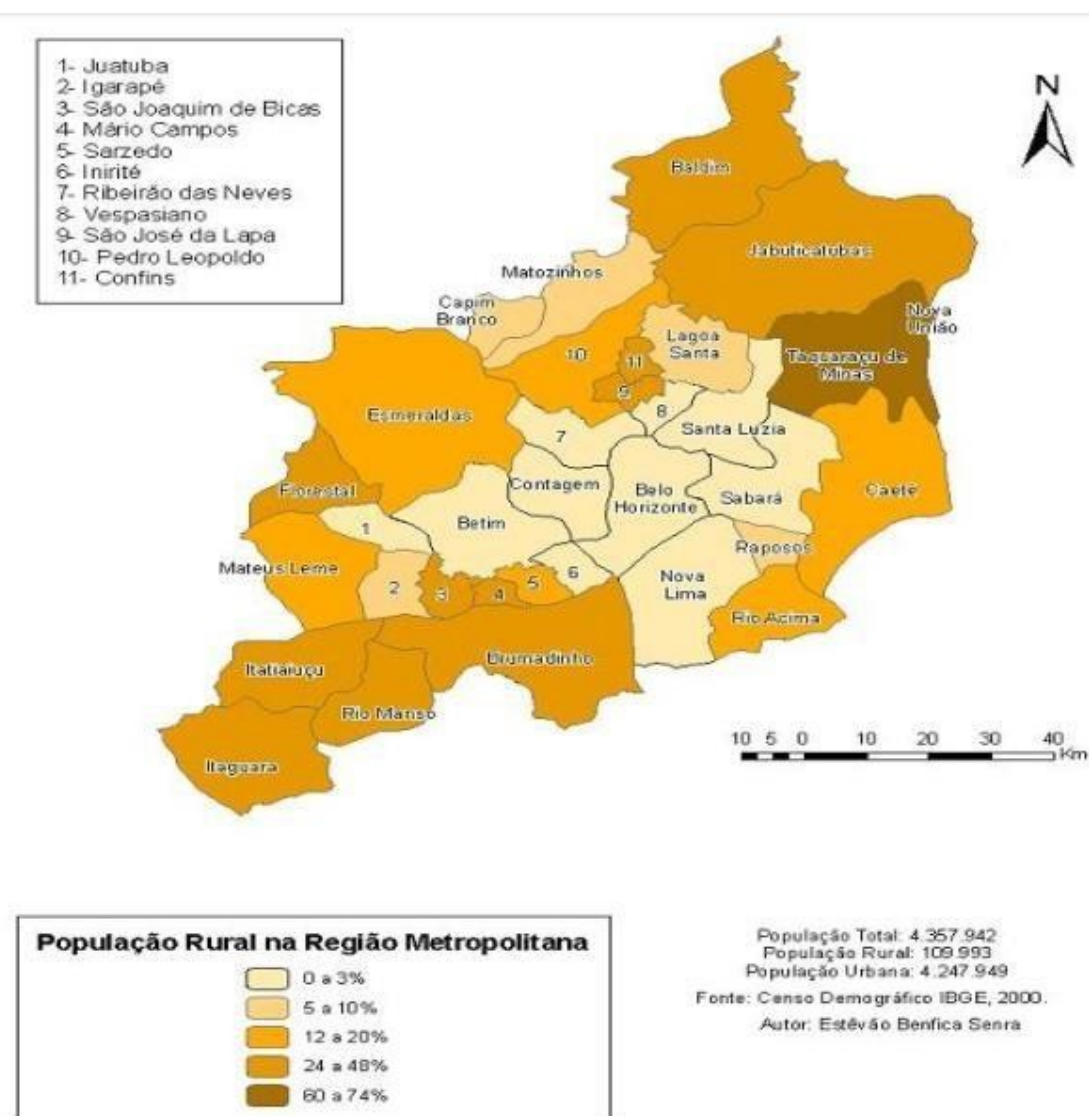 1- Juatuba
2- Igarapé
3- São Joaquim de Bicas
4- Mário Campos
5- Sarzedo
6- Inirité
7- Ribeirão das Neves
8- Vespasiano
9- São José da Lapa
10- Pedro Leopoldo
11- Confins
N
Baldim
Jabuticatubas
Matozinhos
Capim
Branco
Nova
União
Lagoa
Santa
Taquaraçu de
Minas
10
11
9
8
Esmeraldas
7
Santa Luzia
Florestal
Contagem
Belo
Horizonte
Sabará
Caeté
Betim
1
Raposos
Mateus Leme
2
3
4
5
6
Nova
Lima
Rio Acima
Itatiaiuçu
Brumadinho
Rio Manso
Itaguara
10 5 0 10 20 30 40
Km
População Rural na Região Metropolitana
0 a 3%
5 a 10%
12 a 20%
24 a 48%
60 a 74%
População Total: 4.357.942
População Rural: 109.993
População Urbana: 4.247.949
Fonte: Censo Demográfico IBGE, 2000.
Autor: Estêvão Benfica Senra